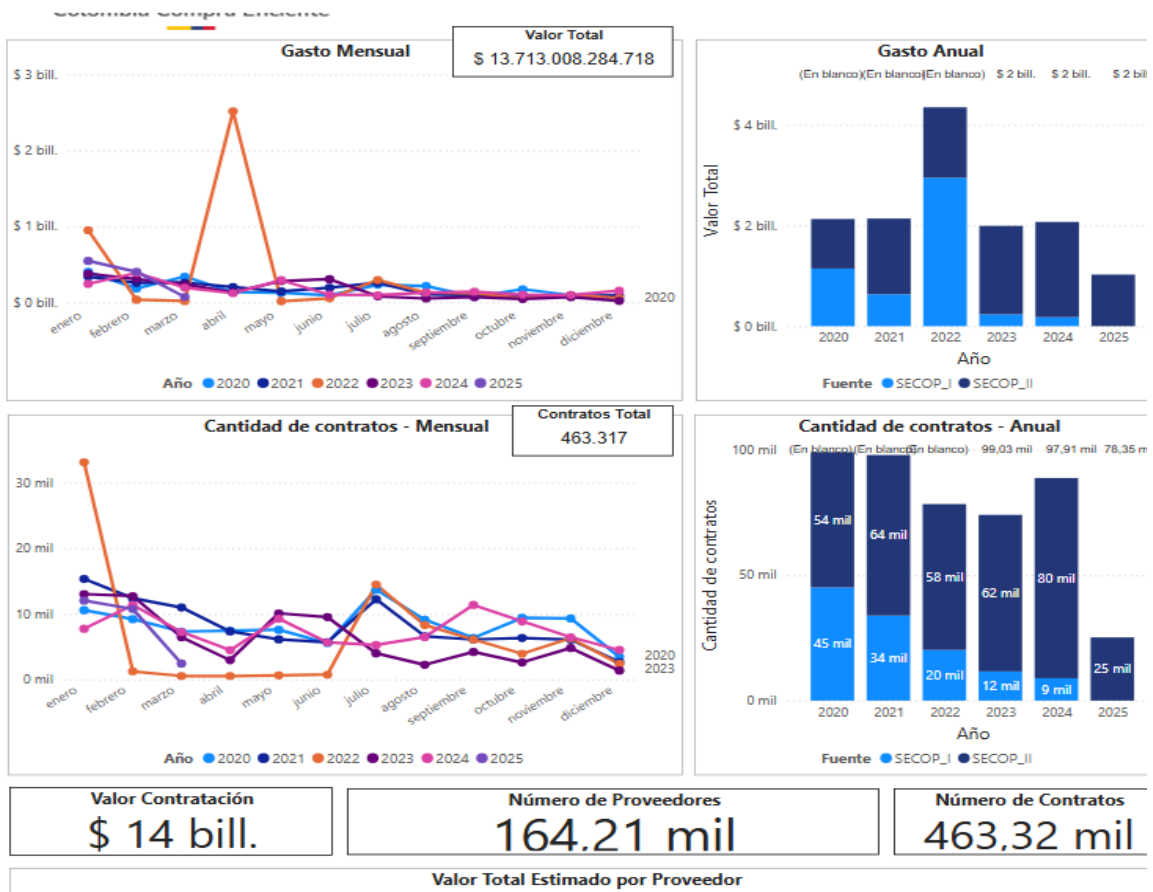 Colombia Compra Eficiente
Gasto Mensual
Valor Total
$ 13.713.008.284.718
$ 3 bill.
$ 2 bill.
$ 1 bill.
$ 0 bill.
2020
enero
febrero
marzo
abril
mayo
junio
julio
agosto
septiembre
octubre
noviembre
diciembre
Año 2020 2021 2022 2023 2024 2025
Gasto Anual
(En blanco) (En blanco) (En blanco) $ 2 bill. $ 2 bill. $ 2 bill
Valor Total
$ 4 bill.
$ 2 bill.
$ 0 bill.
2020 2021 2022 2023 2024 2025
Año
Fuente SECOP_I SECOP_II
Cantidad de contratos - Mensual
Contratos Total
463.317
30 mil
20 mil
10 mil
0 mil
2020
2023
enero
febrero
marzo
abril
mayo
junio
julio
agosto
septiembre
octubre
noviembre
diciembre
Año 2020 2021 2022 2023 2024 2025
Cantidad de contratos - Anual
(En blanco) (En blanco) (En blanco) 99,03 mil 97,91 mil 78,35 m
Cantidad de contratos
100 mil
50 mil
0 mil
54 mil 64 mil 58 mil 62 mil 80 mil
45 mil 34 mil 20 mil 12 mil 9 mil 25 mil
2020 2021 2022 2023 2024 2025
Año
Fuente SECOP_I SECOP_II
Valor Contratación
$ 14 bill.
Número de Proveedores
164,21 mil
Número de Contratos
463,32 mil
Valor Total Estimado por Proveedor